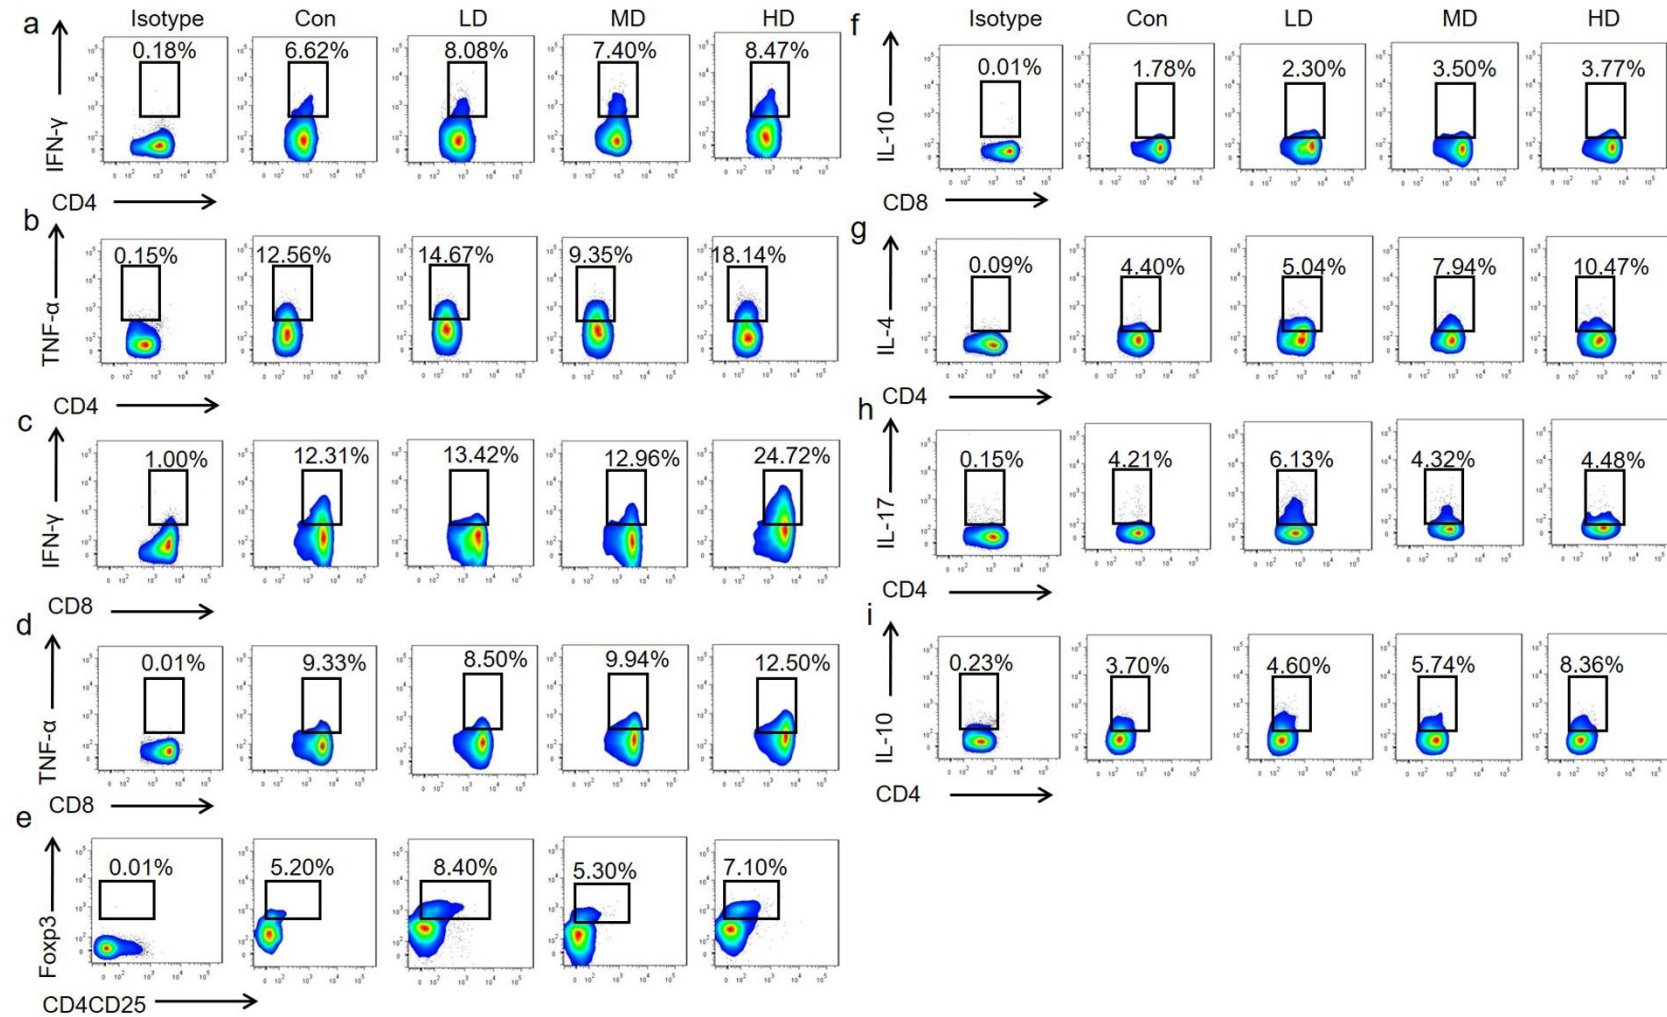 a Isotype Con LD MD HD
IFN-γ
0.18% 6.62% 8.08% 7.40% 8.47%
CD4
b
TNF-α
0.15% 12.56% 14.67% 9.35% 18.14%
CD4
c
IFN-γ
1.00% 12.31% 13.42% 12.96% 24.72%
CD8
d
TNF-α
0.01% 9.33% 8.50% 9.94% 12.50%
CD8
e
Foxp3
0.01% 5.20% 8.40% 5.30% 7.10%
CD4CD25
f Isotype Con LD MD HD
IL-10
0.01% 1.78% 2.30% 3.50% 3.77%
CD8
g
IL-4
0.09% 4.40% 5.04% 7.94% 10.47%
CD4
h
IL-17
0.15% 4.21% 6.13% 4.32% 4.48%
CD4
i
IL-10
0.23% 3.70% 4.60% 5.74% 8.36%
CD4